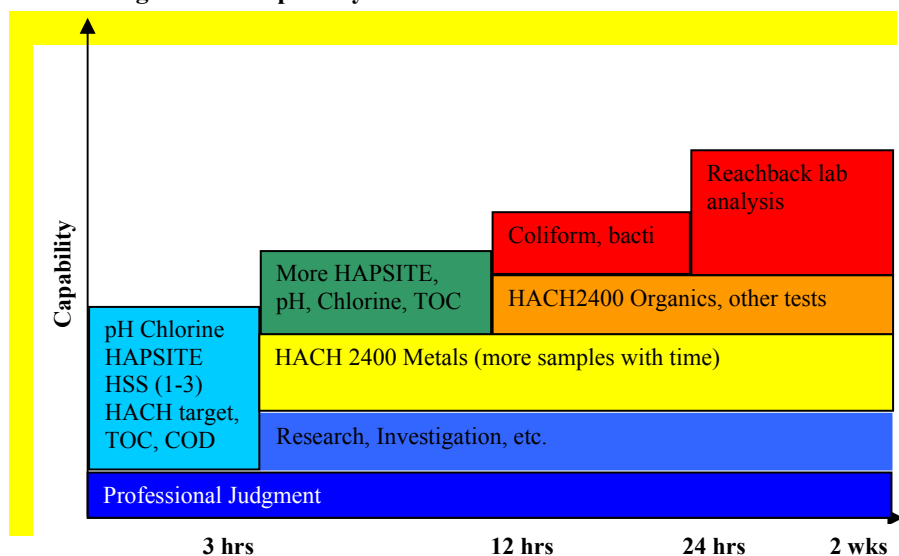 Capability
Reachback lab
analysis
Coliform, bacti
More HAPSITE,
pH, Chlorine, TOC
HACH2400 Organics, other tests
pH Chlorine
HAPSITE
HSS (1-3)
HACH target,
TOC, COD
HACH 2400 Metals (more samples with time)
Research, Investigation, etc.
Professional Judgment
3 hrs 12 hrs 24 hrs 2 wks